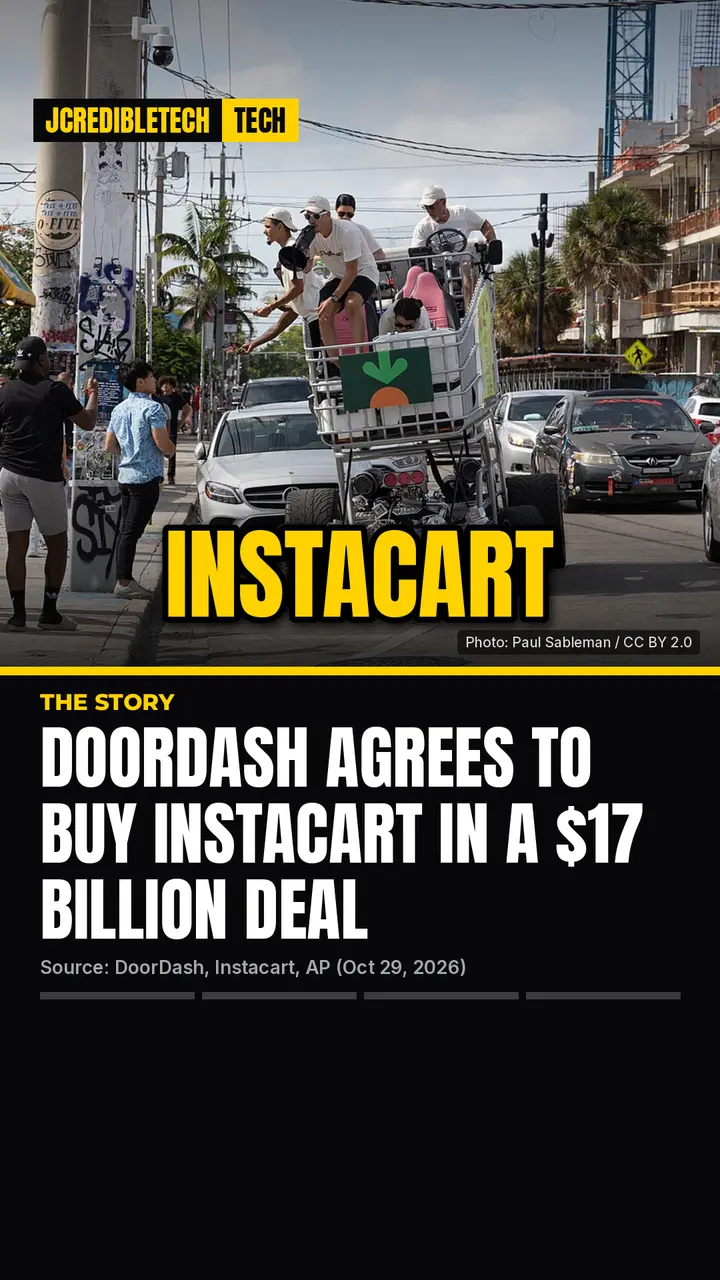 JCREDIBLETECH TECH
INSTACART
Photo: Paul Sableman / CC BY 2.0
THE STORY
DOORDASH AGREES TO
BUY INSTACART IN A $17
BILLION DEAL
Source: DoorDash, Instacart, AP (Oct 29, 2026)